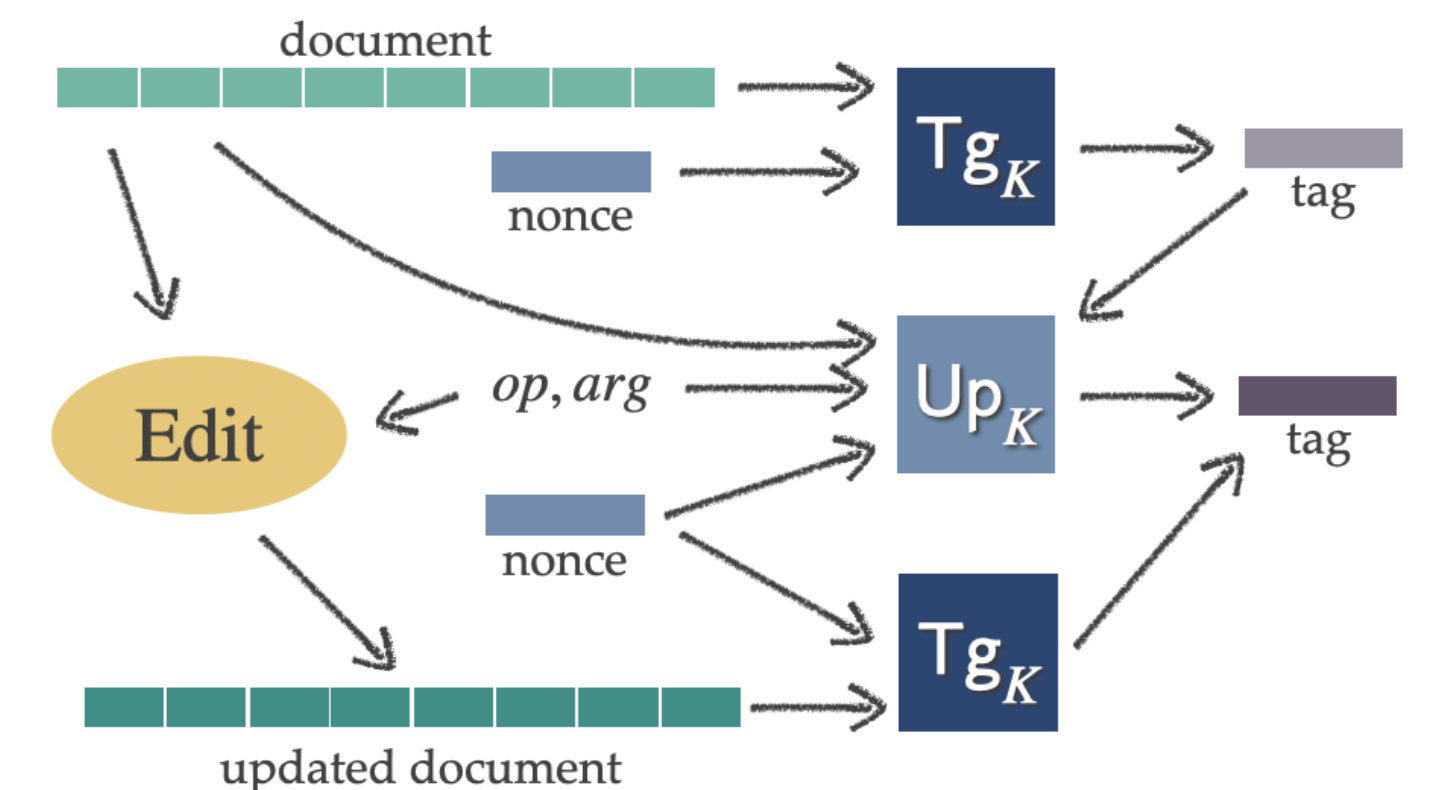 document
Tg_K
nonce
tag
op, arg
Up_K
Edit
tag
nonce
Tg_K
updated document